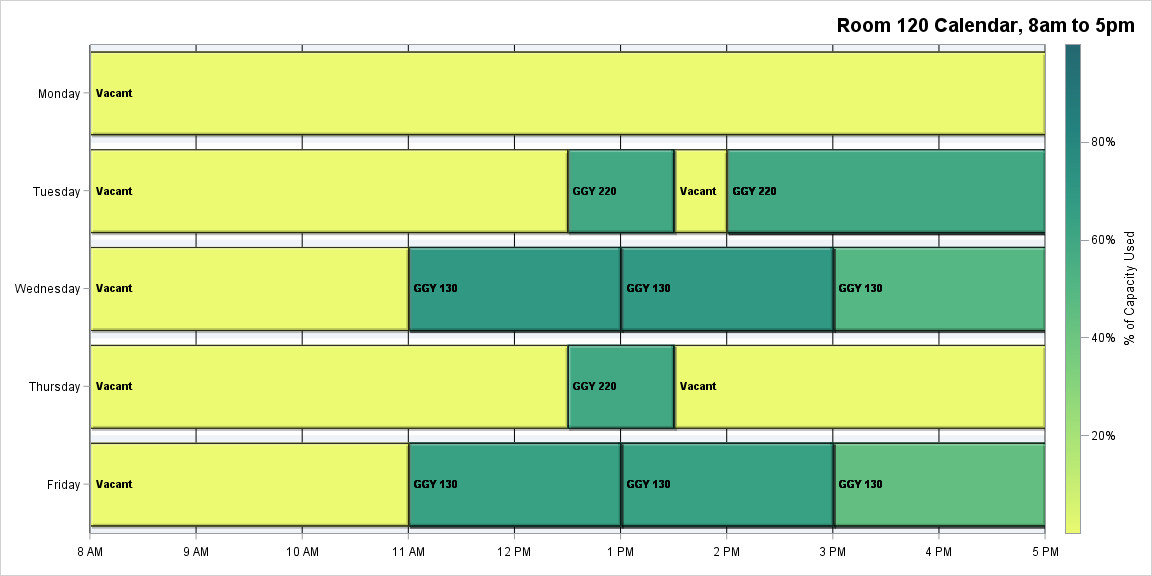 Room 120 Calendar, 8am to 5pm
Monday
Vacant
Tuesday
Vacant
GGY 220
Vacant
GGY 220
Wednesday
Vacant
GGY 130
GGY 130
GGY 130
Thursday
Vacant
GGY 220
Vacant
Friday
Vacant
GGY 130
GGY 130
GGY 130
8 AM
9 AM
10 AM
11 AM
12 PM
1 PM
2 PM
3 PM
4 PM
5 PM
80%
60%
40%
20%
% of Capacity Used